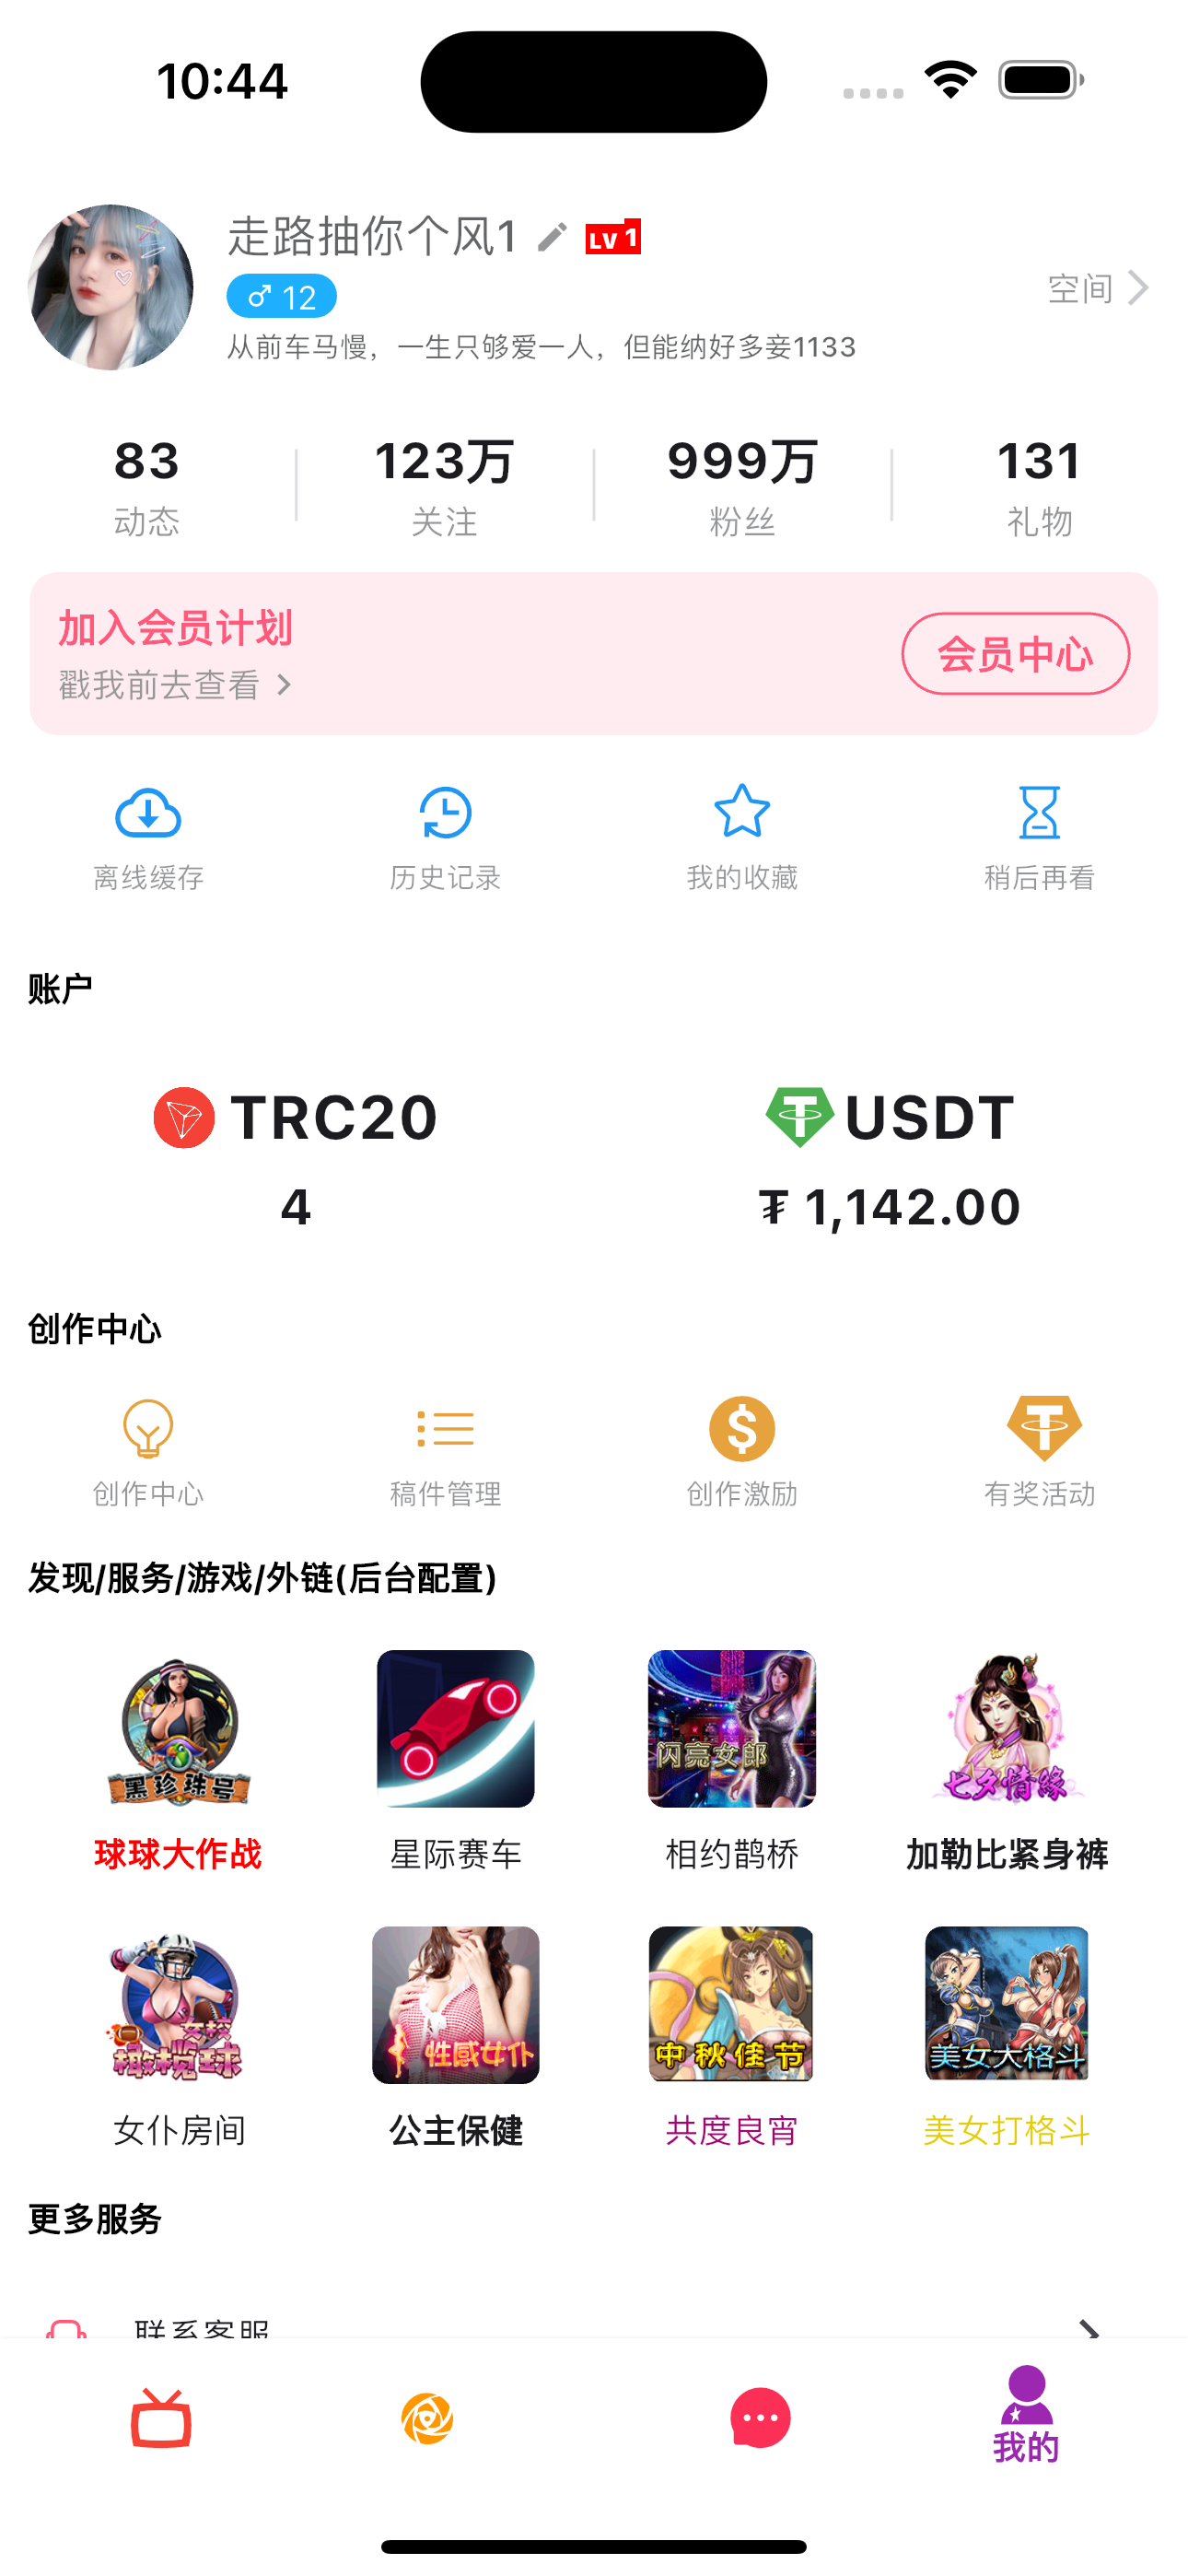 10:44
走路抽你个风1
LV 1
♂ 12
空间
从前车马慢，一生只够爱一人，但能纳好多妾1133
83
123万
999万
131
动态
关注
粉丝
礼物
加入会员计划
会员中心
戳我前去查看
离线缓存
历史记录
我的收藏
稍后再看
账户
TRC20
USDT
4
₮ 1,142.00
创作中心
创作中心
稿件管理
创作激励
有奖活动
发现/服务/游戏/外链(后台配置)
黑珍珠号
闪亮女郎
七夕情缘
球球大作战
星际赛车
相约鹊桥
加勒比紧身裤
女校
橄榄球
性感女仆
中秋佳节
美女大格斗
女仆房间
公主保健
共度良宵
美女打格斗
更多服务
联系客服
我的